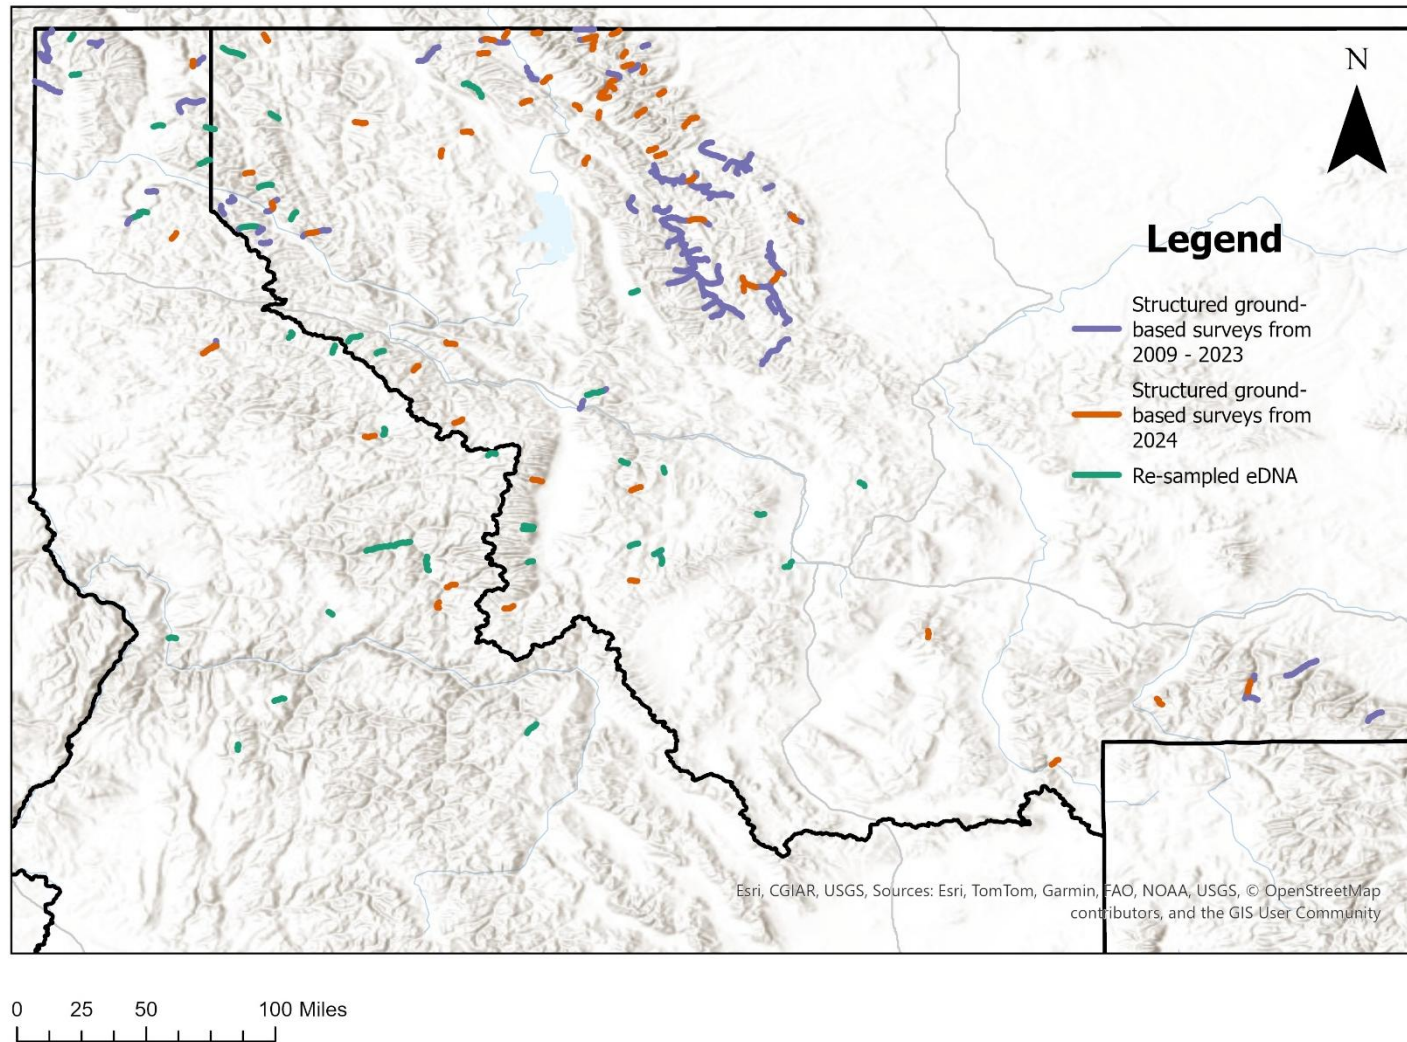 N
Legend
Structured ground-
based surveys from
2009 - 2023
Structured ground-
based surveys from
2024
Re-sampled eDNA
Esri, CGIAR, USGS, Sources: Esri, TomTom, Garmin, FAO, NOAA, USGS, © OpenStreetMap
contributors, and the GIS User Community
0 25 50 100 Miles